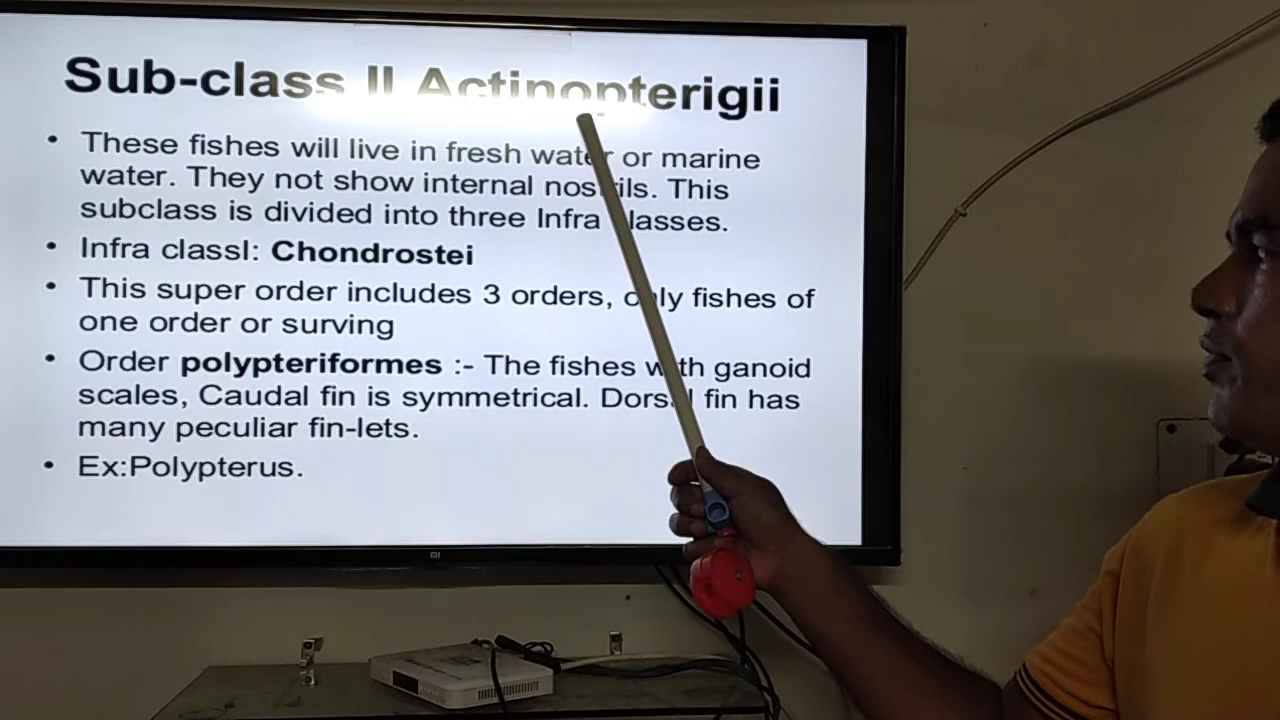 Sub-class II Actinopterigii
• These fishes will live in fresh water or marine
water. They not show internal nostrils. This
subclass is divided into three Infra classes.
• Infra classI: Chondrostei
• This super order includes 3 orders, only fishes of
one order or surving
• Order polypteriformes :- The fishes with ganoid
scales, Caudal fin is symmetrical. Dorsal fin has
many peculiar fin-lets.
• Ex:Polypterus.
mi